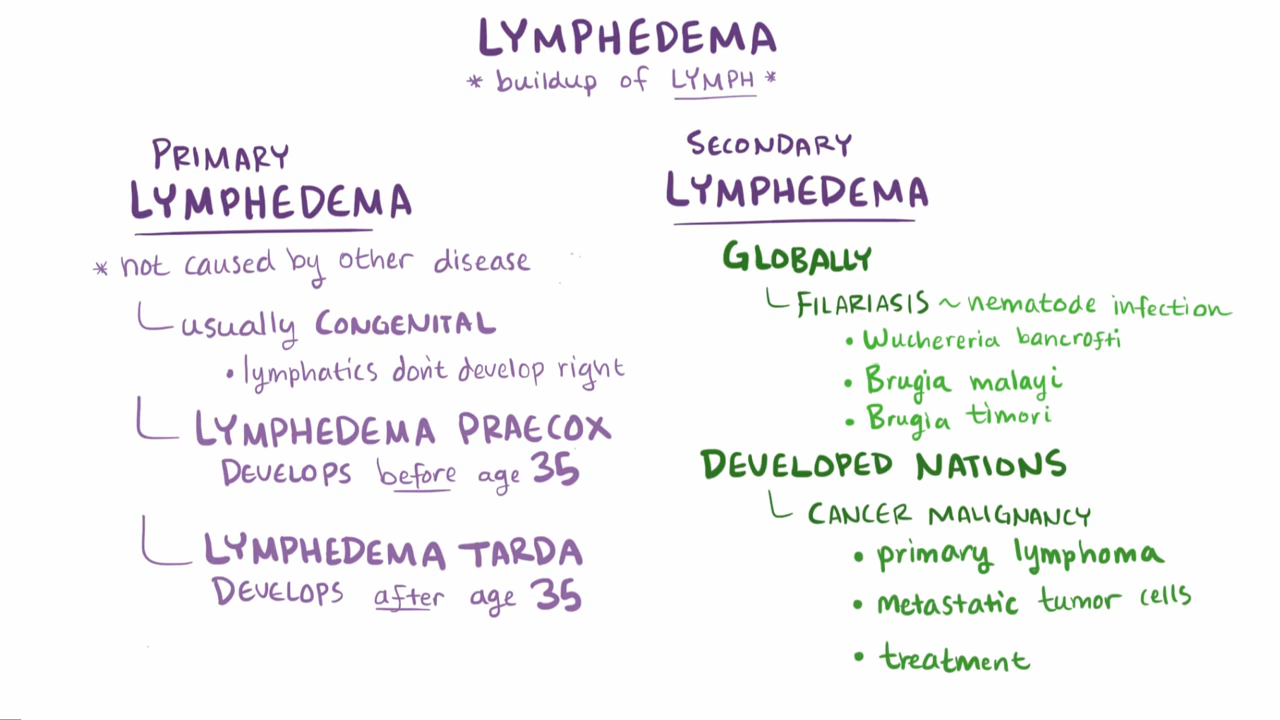 LYMPHEDEMA
* buildup of LYMPH *
PRIMARY
LYMPHEDEMA
* not caused by other disease
usually CONGENITAL
• lymphatics don't develop right
LYMPHEDEMA PRAECOX
DEVELOPS before age 35
LYMPHEDEMA TARDA
DEVELOPS after age 35
SECONDARY
LYMPHEDEMA
GLOBALLY
FILARIASIS ~ nematode infection
• Wuchereria bancrofti
• Brugia malayi
• Brugia timori
DEVELOPED NATIONS
CANCER MALIGNANCY
• primary lymphoma
• metastatic tumor cells
• treatment